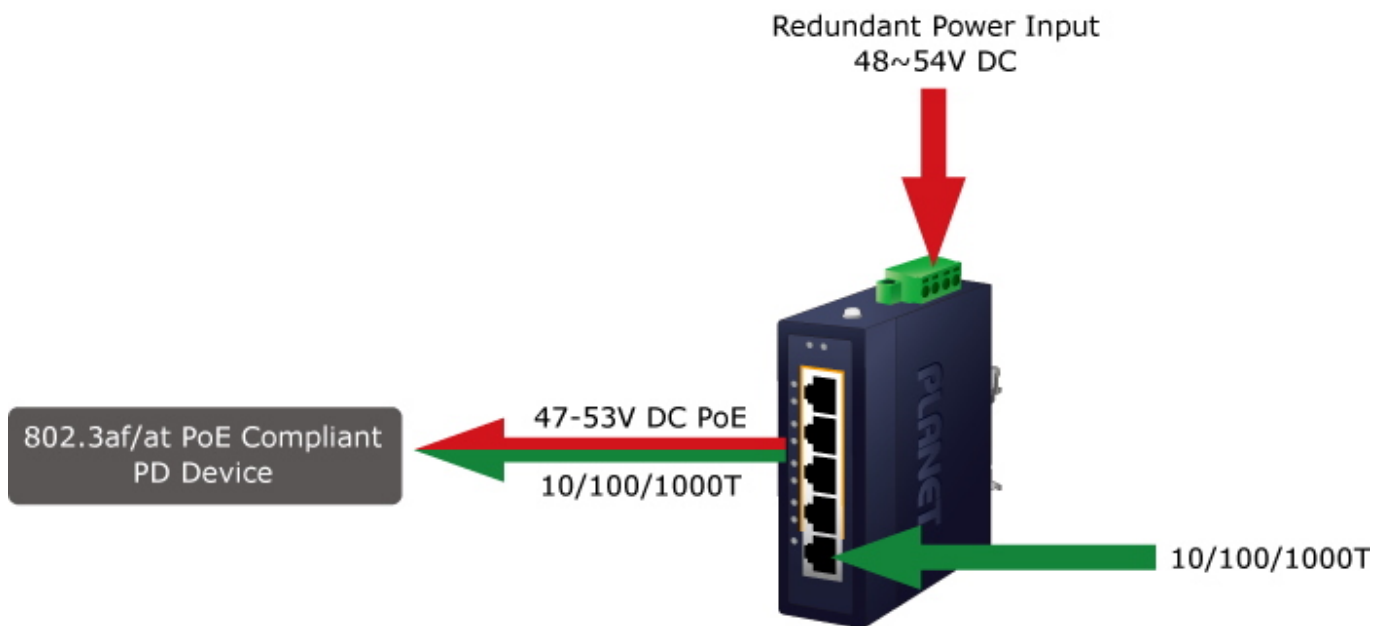 Redundant Power Input
48~54V DC
47-53V DC PoE
802.3af/at PoE Compliant
PD Device
10/100/1000T
PLANET
10/100/1000T